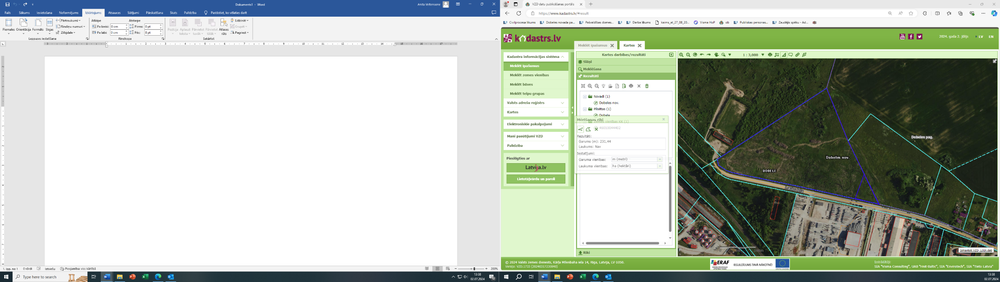 Dokuments1 - Word
Anita Veltensone
Fails Sākums Ievietošana Noformējums Izkārtojums Atsauces Sūtījumi Pārskatīšana Skats Palīdzība Pastāstiet, ko vēlaties darīt
Piemales Orientācija Formāts Slejas
Pārtraukumi
Rindiņu numuri
Zilbjdale
Lappuses iestatīšana
Atkāpe Atstarpe
Pa kreisi: 0 cm Pirms: 0 pt
Pa labi: 0 cm Pēc: 8 pt
Rindkopa
Pozīcija Aplauzt tekstu Pārvietot tuvāk Pārvietot tālāk Atlases rūts
Līdzināt
Grupēt
Pagriezt
Sakārtot
1. lpp. no 1 0 vārdi latviešu Pieejamība: viss kārtībā
200%
Type here to search
13:38
02.07.2024
VZD datu publicēšanas portāls
https://www.kadastrs.lv/#result
Civilprocesa likums Dobeles novada pa... Pašvaldības domes... Darba likums kaims_at_27_08_20... Visma HoP ob Publiskas personas... Zaudējis spēku - Ad...
kadastrs.lv
2024. gada 2. jūlijs LV EN
Meklēt īpašumus Kartes
Kadastra informācijas sistēma
Meklēt īpašumus
Meklēt zemes vienības
Meklēt būves
Meklēt telpu grupas
Valsts adrešu reģistrs
Kartes
Elektroniskie pakalpojumi
Mani pasūtījumi VZD
Palīdzība
Pieslēgties ar
Latvija.lv
Lietotājvārdu un paroli
Kartes darbības/rezultāti
Slāņi
Meklēšana
Rezultāti
Novadi (1)
Dobeles nov.
Pilsētas (1)
Dobele
Zemes vienības KK (1)
46010044402
Mērīšanas rīki
Rezultāti:
Garums (m): 231,44
Laukums: Nav
Iestatījumi:
Garuma vienības: m (metri)
Laukuma vienības: ha (hektāri)
Rīki
1 : 3,000
Dobeles pag.
Dobeles nov.
DOBELE
Lauku iela
0 50 100m
Izmantoti VZD, LĢIA dati
© 2024 Valsts zemes dienests, Kārļa Mīlenbaha iela 14, Rīga, Latvija, LV-1050.
Versija: VZD.1733 (20240317230840)
ERAF
IEGULDĪJUMS TAVĀ NĀKOTNĒ!
Izstrādātāji:
SIA "Visma Consulting", UAB "Hnit-Baltic", SIA "Envirotech", SIA "Tieto Latvia"
13:38
02.07.2024